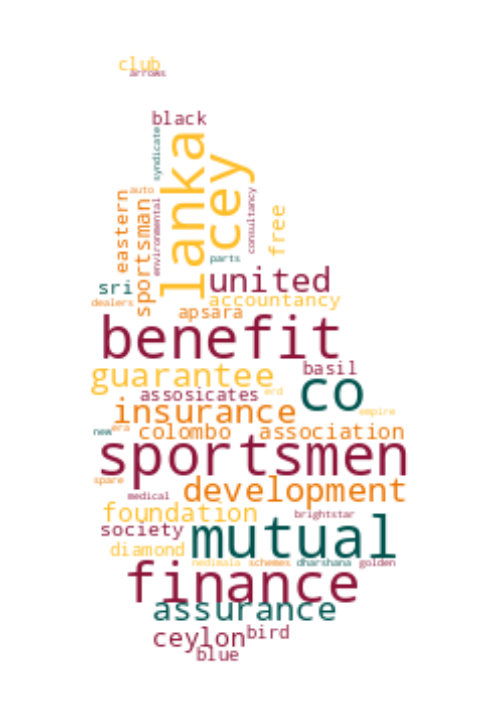 club
arrows
black
syndicate
lanka
cey
auto
eastern
sportsman
environmental
consultancy
free
parts
sri
united
dealers
accountancy
apsara
benefit
basil
guarantee
co
assosicates
erd
insurance
empire
new
era
colombo
association
sportsmen
spare
development
medical
foundation
brightstar
society
mutual
diamond
nedimala
schemes
dharshana
golden
finance
assurance
ceylon
bird
blue